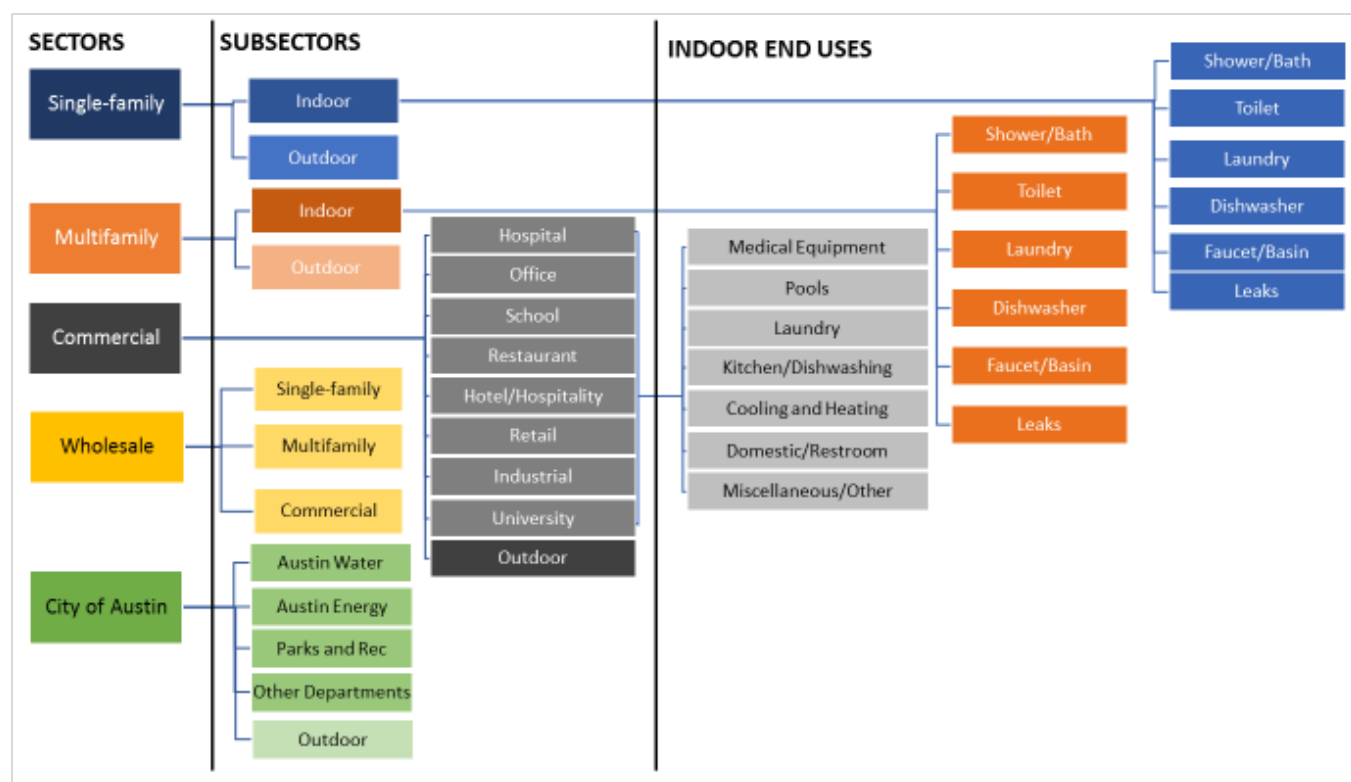 SECTORS
SUBSECTORS
INDOOR END USES
Single-family
Multifamily
Commercial
Wholesale
City of Austin
Indoor
Outdoor
Indoor
Outdoor
Single-family
Multifamily
Commercial
Austin Water
Austin Energy
Parks and Rec
Other Departments
Outdoor
Hospital
Office
School
Restaurant
Hotel/Hospitality
Retail
Industrial
University
Outdoor
Medical Equipment
Pools
Laundry
Kitchen/Dishwashing
Cooling and Heating
Domestic/Restroom
Miscellaneous/Other
Shower/Bath
Toilet
Laundry
Dishwasher
Faucet/Basin
Leaks
Shower/Bath
Toilet
Laundry
Dishwasher
Faucet/Basin
Leaks